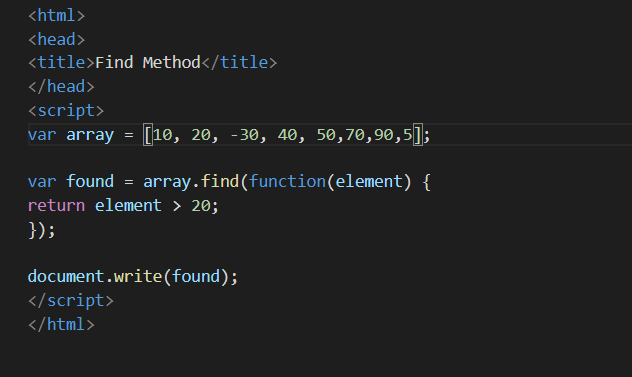 <html>
<head>
<title>Find Method</title>
</head>
<script>
var array = [10, 20, -30, 40, 50,70,90,5];
var found = array.find(function(element) {
return element > 20;
});
document.write(found);
</script>
</html>